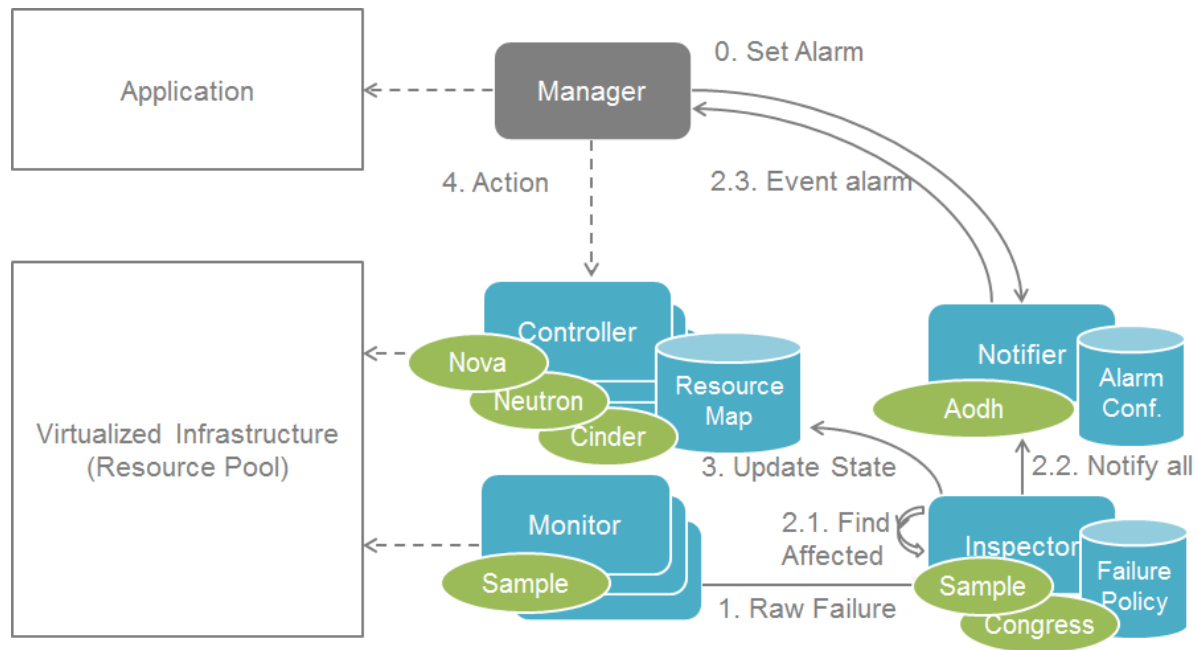 0. Set Alarm
Application
Manager
4. Action
2.3. Event alarm
Controller
Nova
Neutron
Cinder
Resource
Map
Notifier
Aodh
Alarm
Conf.
Virtualized Infrastructure
(Resource Pool)
3. Update State
2.2. Notify all
Monitor
Sample
2.1. Find
Affected
Inspector
Sample
Congress
Failure
Policy
1. Raw Failure